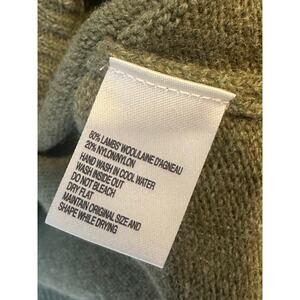 80% LAMBS' WOOL/LAINE D'AGNEAU
20% NYLON/NYLON
HAND WASH IN COOL WATER
WASH INSIDE OUT
DO NOT BLEACH
DRY FLAT
MAINTAIN ORIGINAL SIZE AND
SHAPE WHILE DRYING